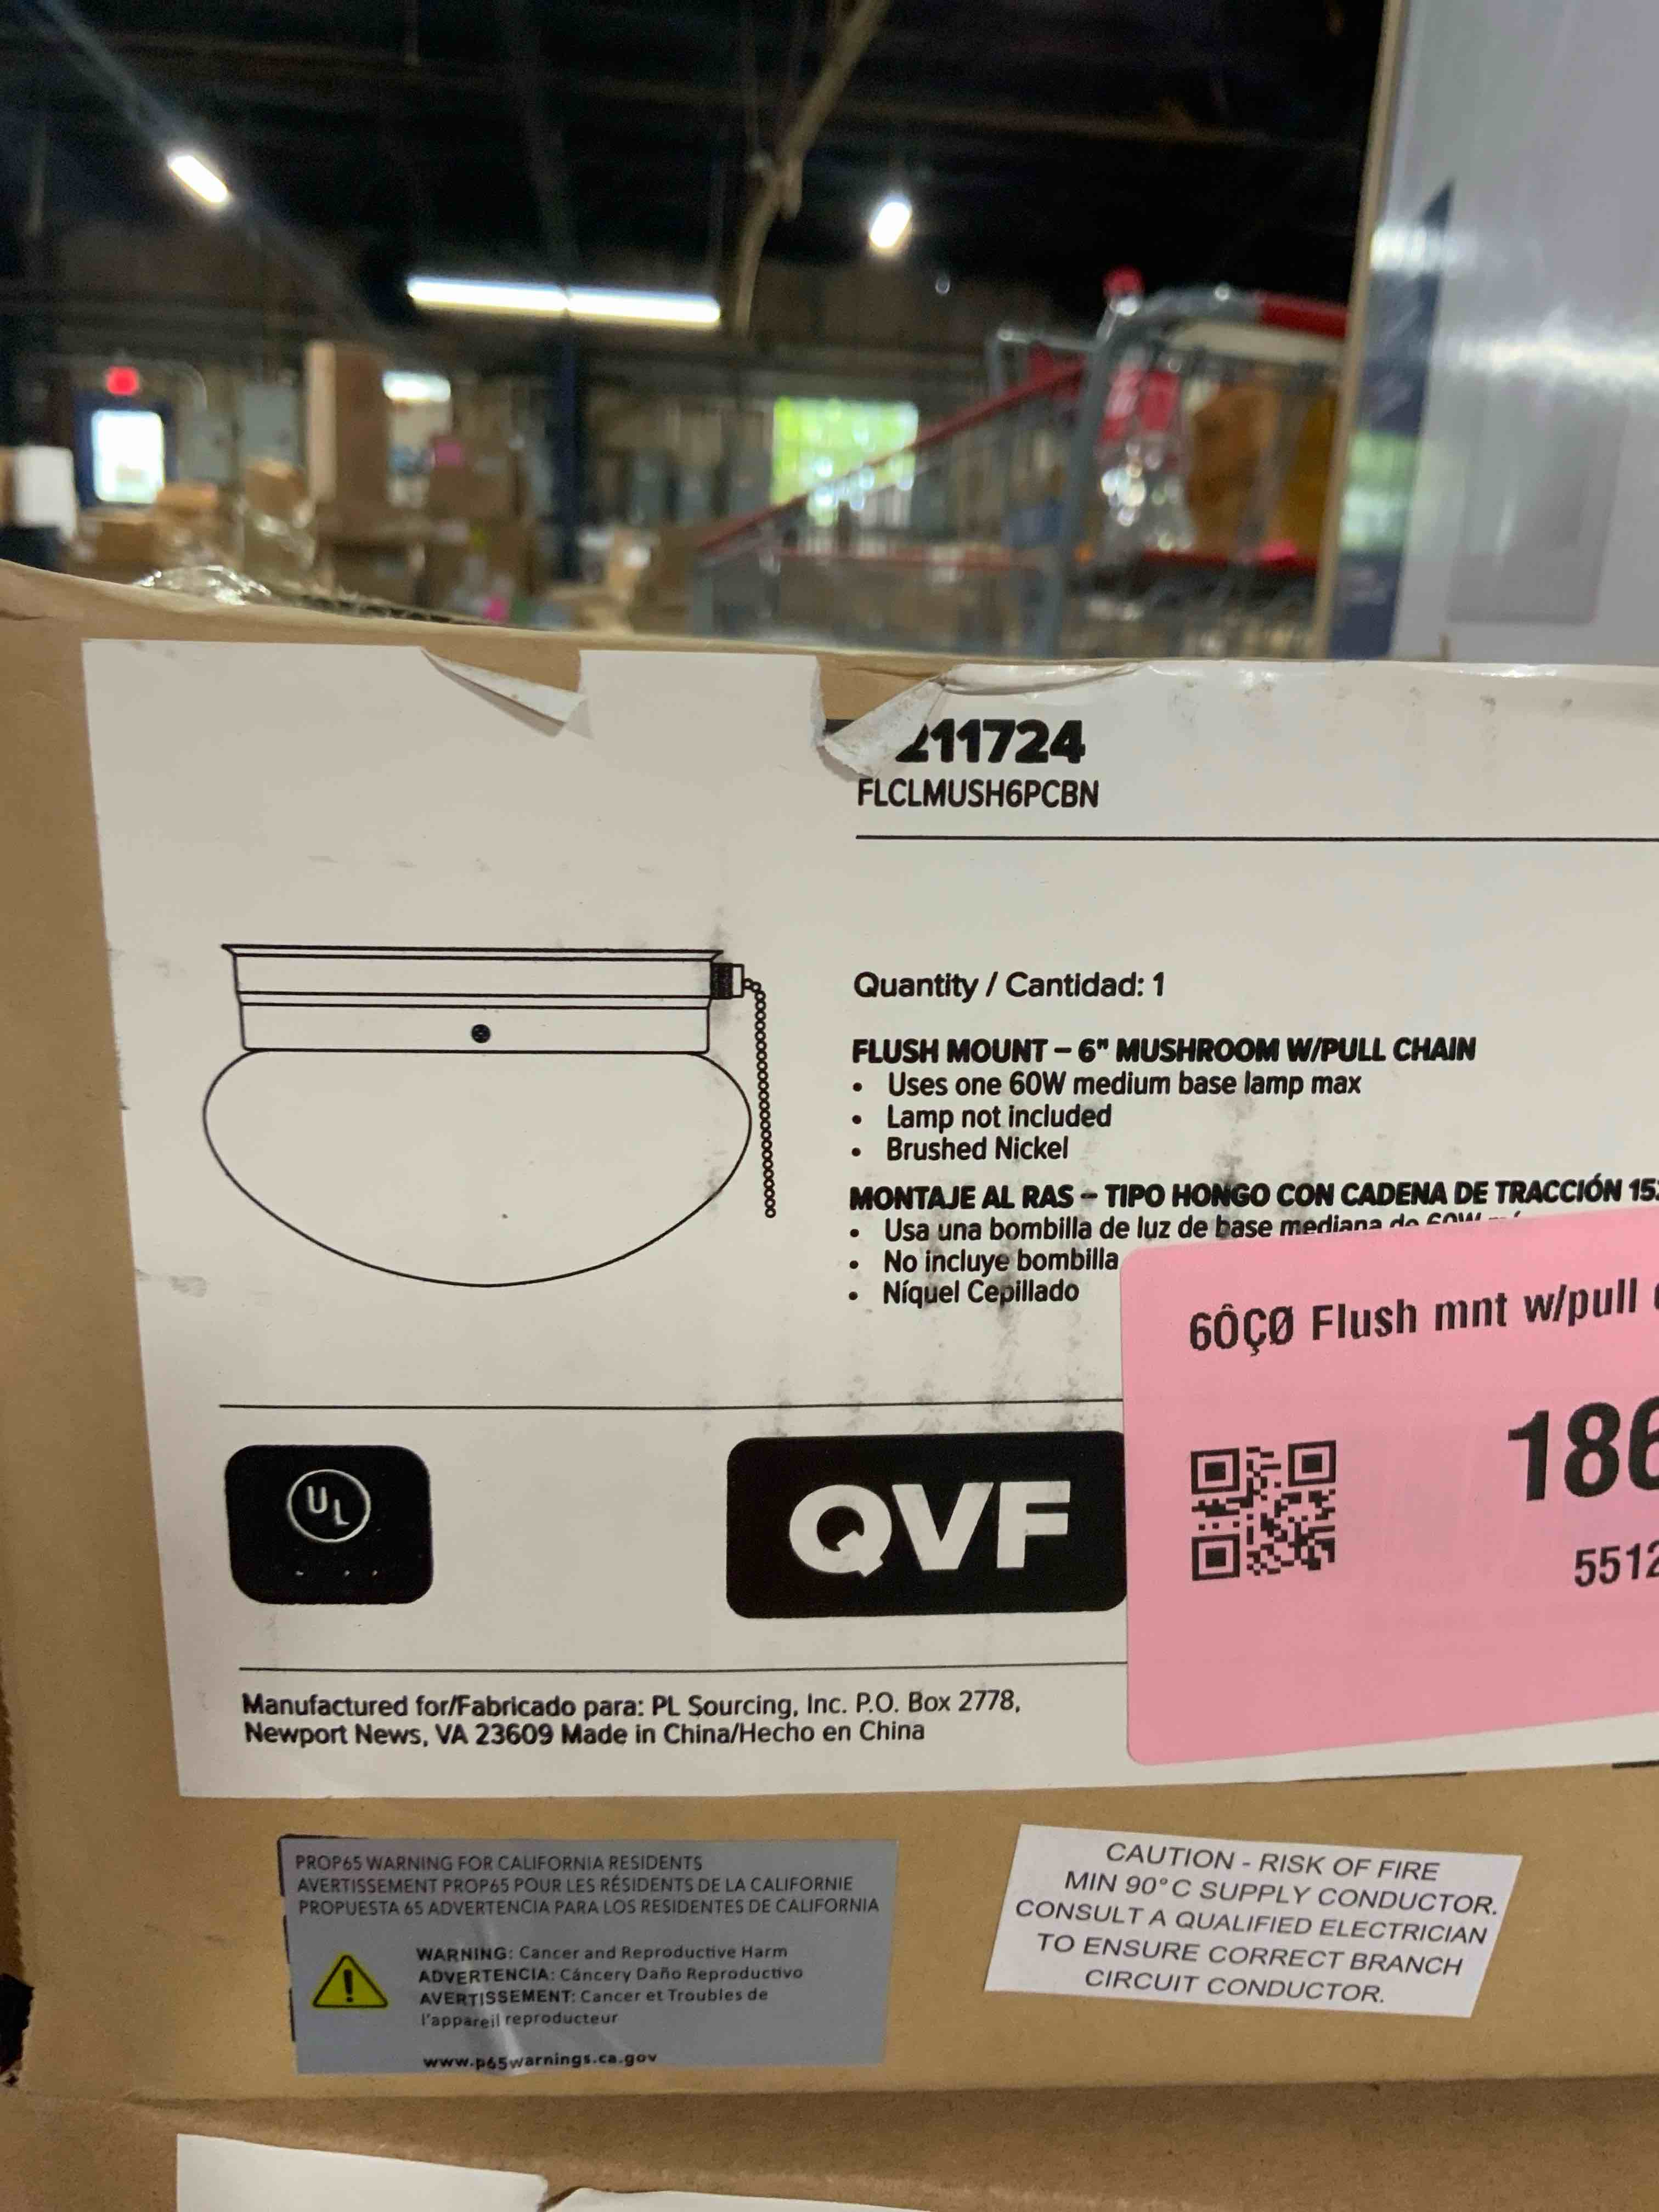 211724
FLCLMUSH6PCBN
Quantity / Cantidad: 1
FLUSH MOUNT – 6" MUSHROOM W/PULL CHAIN
• Uses one 60W medium base lamp max
• Lamp not included
• Brushed Nickel
MONTAJE AL RAS – TIPO HONGO CON CADENA DE TRACCIÓN
• Usa una bombilla de luz de base mediana de 60W
• No incluye bombilla
• Níquel Cepillado
6ÔÇØ Flush mnt w/pull
186
5512
UL
QVF
Manufactured for/Fabricado para: PL Sourcing, Inc. P.O. Box 2778,
Newport News, VA 23609 Made in China/Hecho en China
PROP65 WARNING FOR CALIFORNIA RESIDENTS
AVERTISSEMENT PROP65 POUR LES RÉSIDENTS DE LA CALIFORNIE
PROPUESTA 65 ADVERTENCIA PARA LOS RESIDENTES DE CALIFORNIA
WARNING: Cancer and Reproductive Harm
ADVERTENCIA: Cáncery Daño Reproductivo
AVERTISSEMENT: Cancer et Troubles de
l'appareil reproducteur
www.p65warnings.ca.gov
CAUTION - RISK OF FIRE
MIN 90°C SUPPLY CONDUCTOR.
CONSULT A QUALIFIED ELECTRICIAN
TO ENSURE CORRECT BRANCH
CIRCUIT CONDUCTOR.